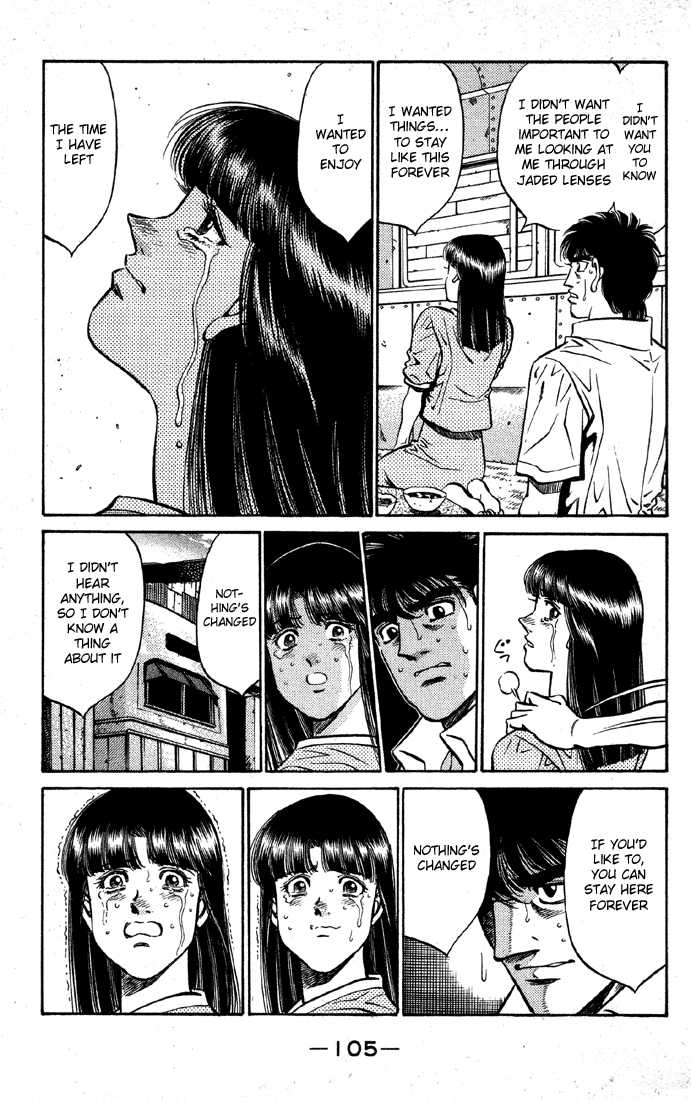 I
DIDN'T
WANT
YOU
TO
KNOW
I DIDN'T WANT
THE PEOPLE
IMPORTANT TO
ME LOOKING AT
ME THROUGH
JADED LENSES
I WANTED
THINGS...
TO STAY
LIKE THIS
FOREVER
I
WANTED
TO
ENJOY
THE TIME
I HAVE
LEFT
ぐっ
NOT-
HING'S
CHANGED
I DIDN'T
HEAR
ANYTHING,
SO I DON'T
KNOW A
THING
ABOUT IT
IF YOU'D
LIKE TO,
YOU CAN
STAY HERE
FOREVER
NOTHING'S
CHANGED
—105—